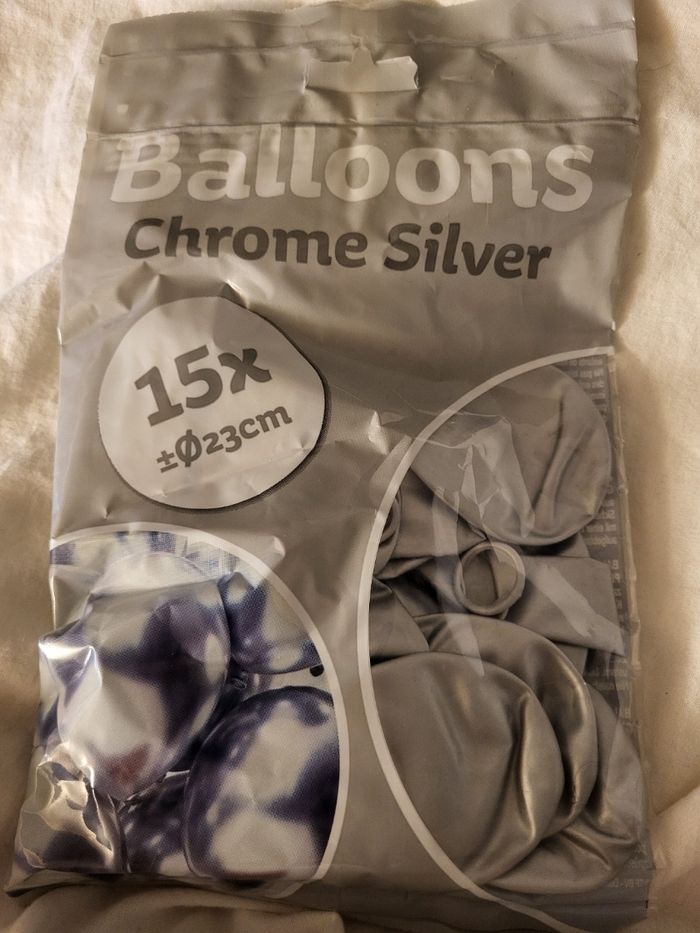 Balloons
Chrome Silver
15x
±Ø23cm